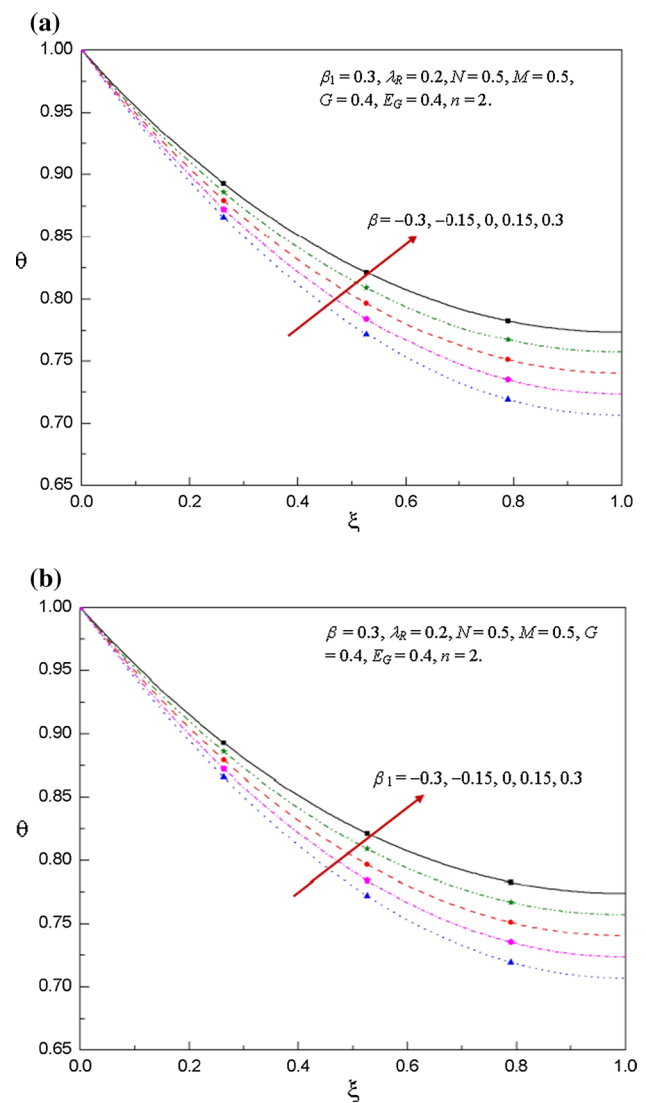 (a)
1.00
0.95
0.90
0.85
0.80
0.75
0.70
0.65
θ
β₁ = 0.3, λ_R = 0.2, N = 0.5, M = 0.5,
G = 0.4, E_G = 0.4, n = 2.
β = –0.3, –0.15, 0, 0.15, 0.3
0.0 0.2 0.4 0.6 0.8 1.0
ξ
(b)
1.00
0.95
0.90
0.85
0.80
0.75
0.70
0.65
θ
β = 0.3, λ_R = 0.2, N = 0.5, M = 0.5, G
= 0.4, E_G = 0.4, n = 2.
β₁ = –0.3, –0.15, 0, 0.15, 0.3
0.0 0.2 0.4 0.6 0.8 1.0
ξ